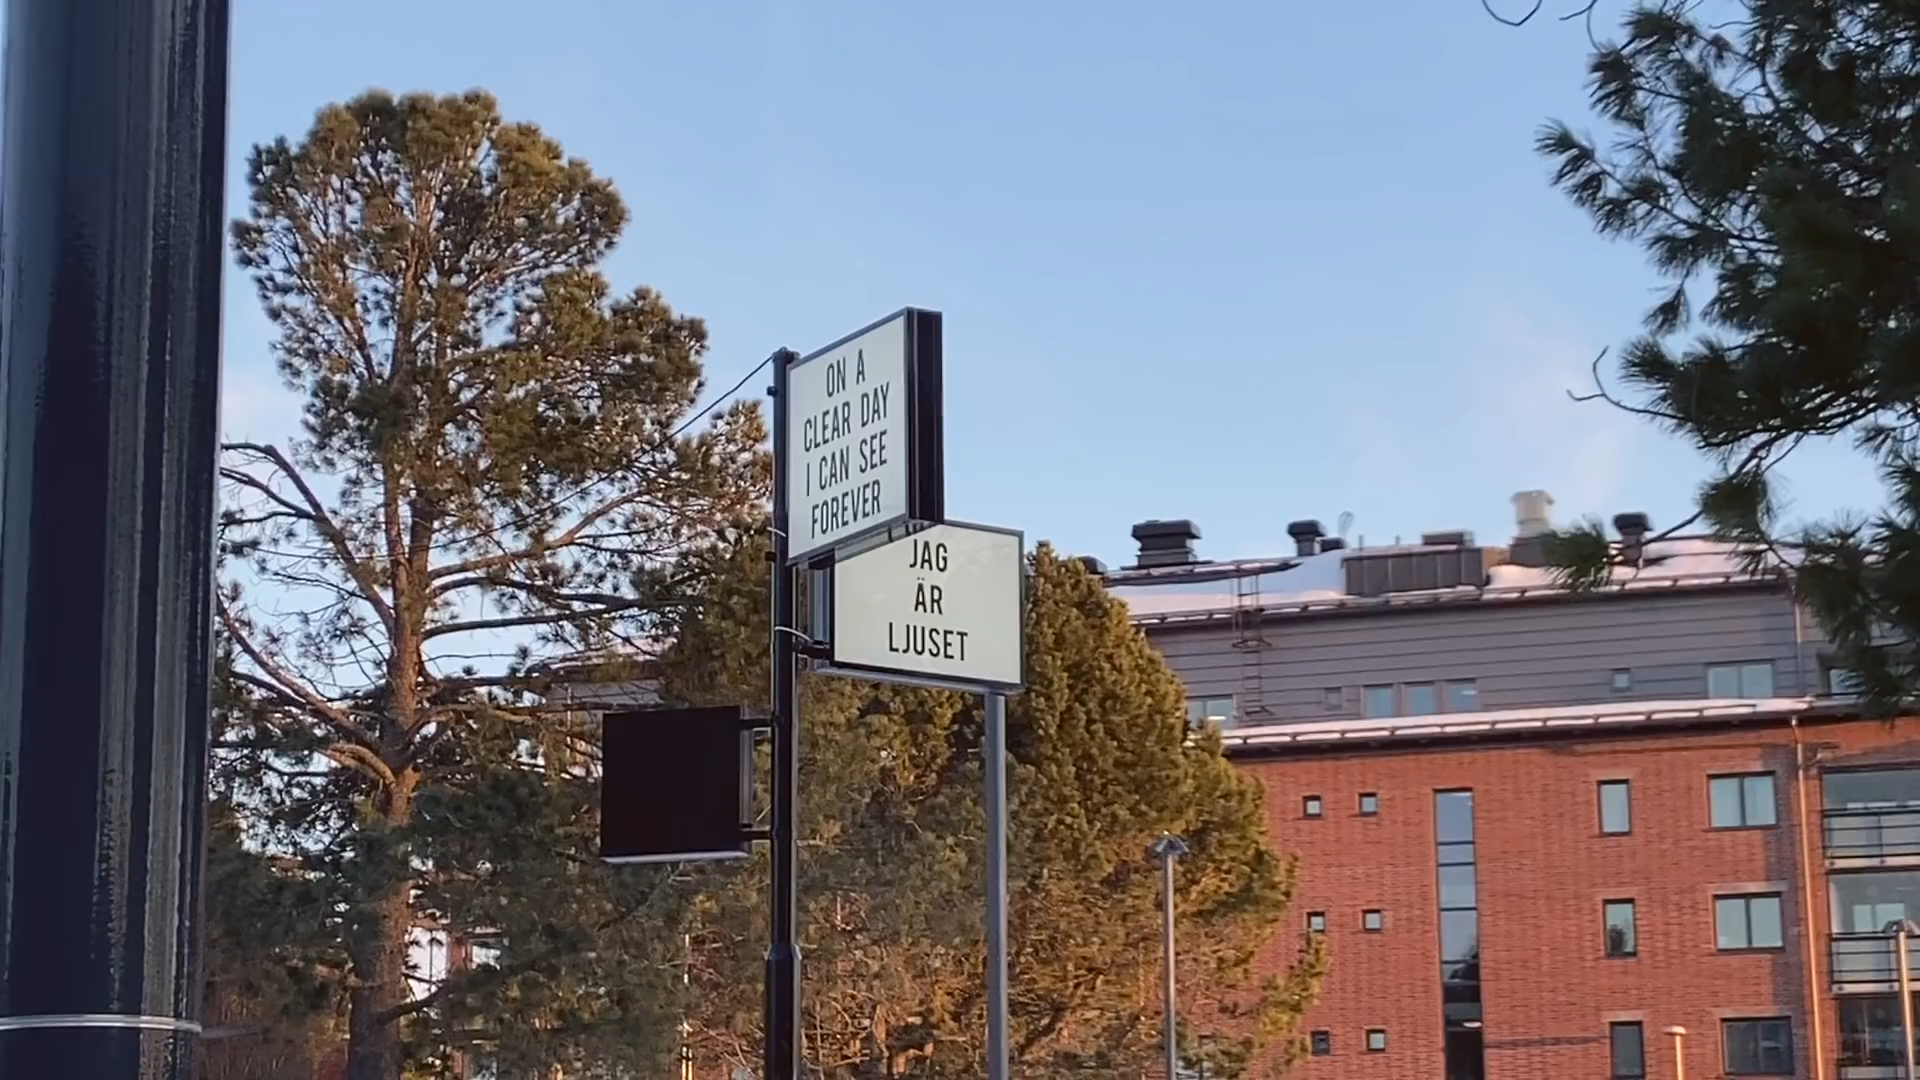 ON A
CLEAR DAY
I CAN SEE
FOREVER
JAG
ÄR
LJUSET